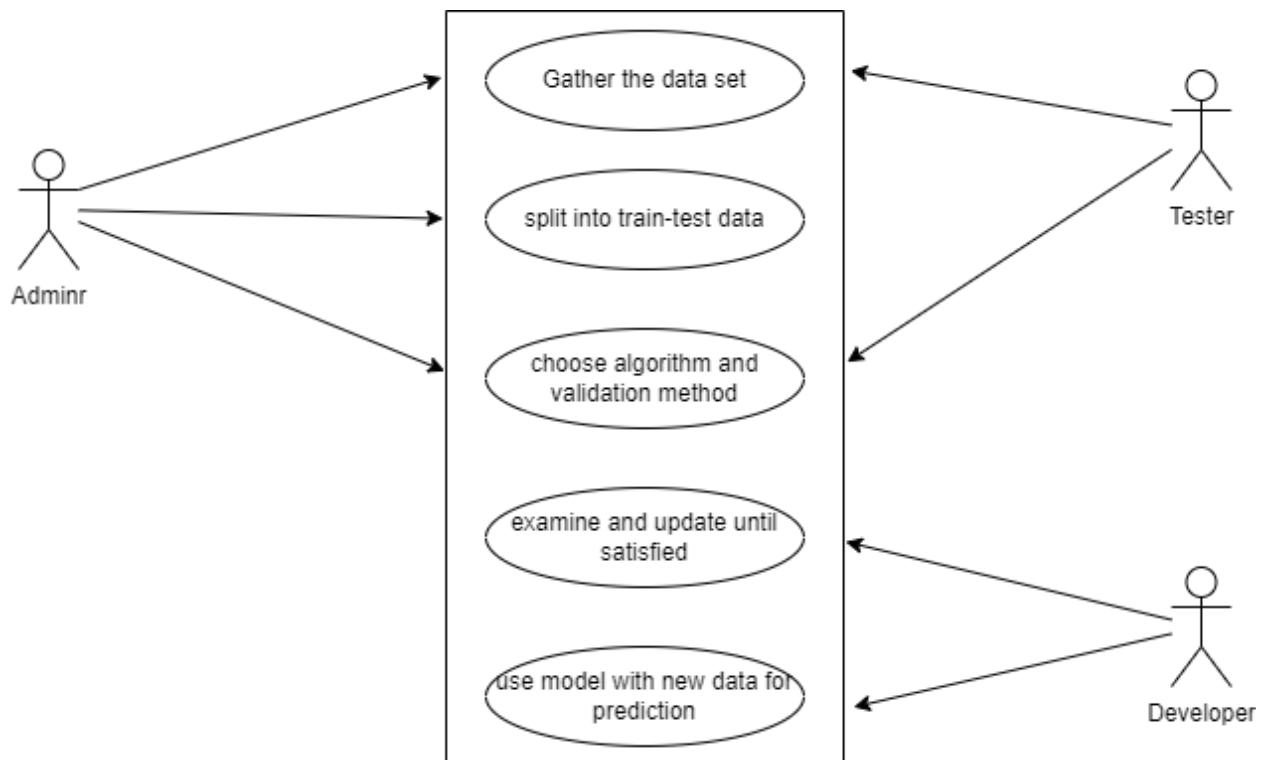 Gather the data set
Tester
split into train-test data
Adminr
choose algorithm and
validation method
examine and update until
satisfied
use model with new data for
prediction
Developer